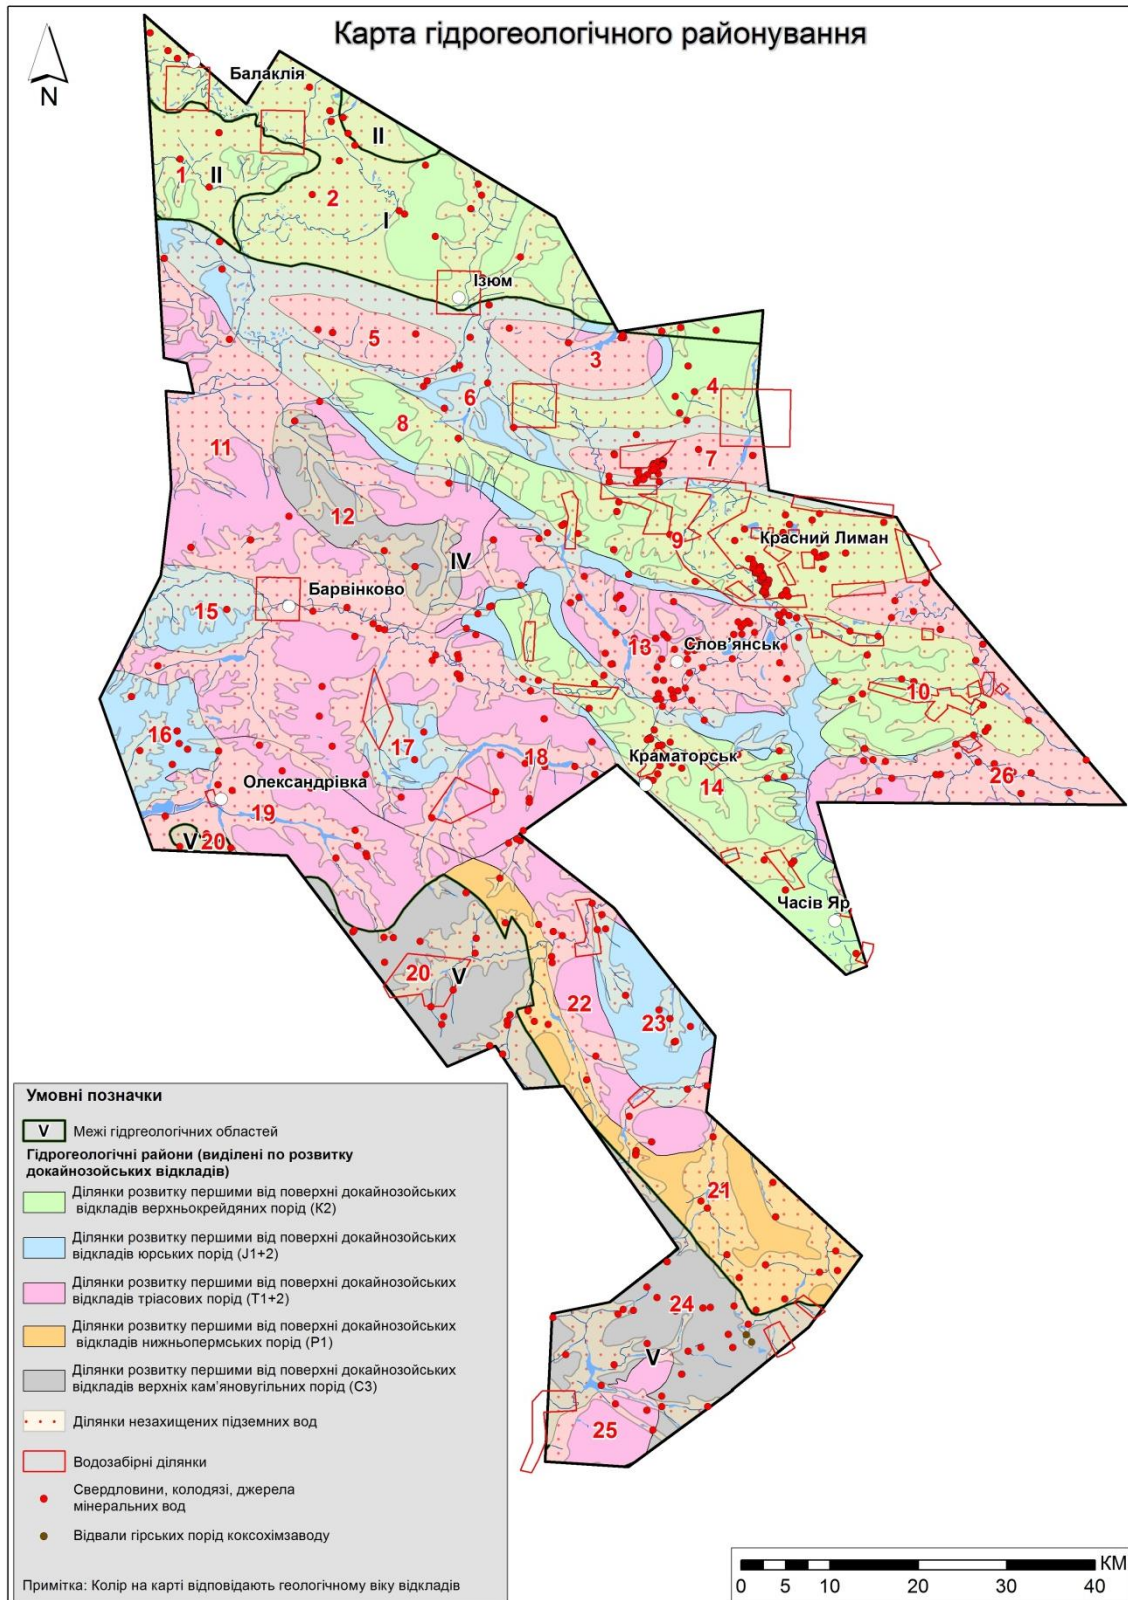 Карта гідрогеологічного районування
N
Балаклія
II
1
II
2
I
Ізюм
5
3
6
4
8
7
11
12
9
Красний Лиман
IV
Барвінково
15
13
Слов'янськ
10
16
17
18
Краматорськ
14
26
Олександрівка
19
V
20
Часів Яр
20
V
22
23
21
24
V
25
Умовні позначки
V
Межі гідргеологічних областей
Гідрогеологічні райони (виділені по розвитку
докайнозойських відкладів)
Ділянки розвитку першими від поверхні докайнозойських
відкладів верхньокрейдяних порід (К2)
Ділянки розвитку першими від поверхні докайнозойських
відкладів юрських порід (J1+2)
Ділянки розвитку першими від поверхні докайнозойських
відкладів тріасових порід (Т1+2)
Ділянки розвитку першими від поверхні докайнозойських
відкладів нижньопермських порід (Р1)
Ділянки розвитку першими від поверхні докайнозойських
відкладів верхніх кам'яновугільних порід (С3)
Ділянки незахищених підземних вод
Водозабірні ділянки
Свердловини, колодязі, джерела
мінеральних вод
Відвали гірських порід коксохімзаводу
Примітка: Колір на карті відповідають геологічному віку відкладів
КМ
0 5 10 20 30 40